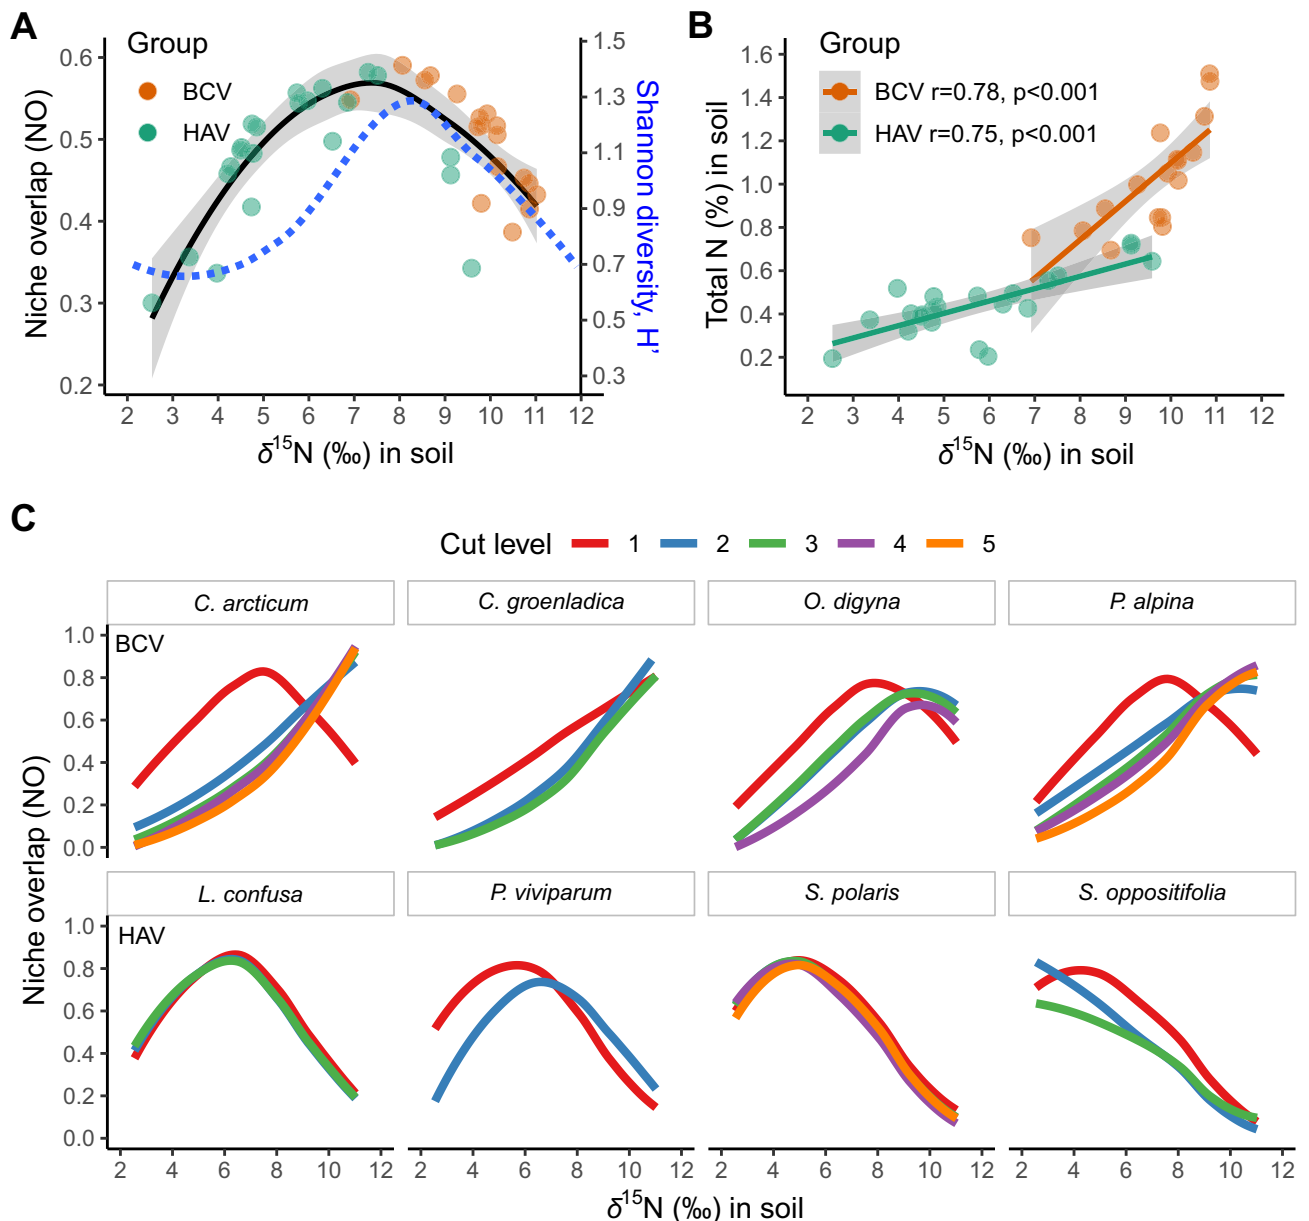 A
Group
BCV
HAV
Niche overlap (NO)
0.6
0.5
0.4
0.3
0.2
1.5
1.3
1.1
0.9
0.7
0.5
0.3
Shannon diversity, H'
2 3 4 5 6 7 8 9 10 11 12
δ15N (‰) in soil
B
Group
BCV r=0.78, p<0.001
HAV r=0.75, p<0.001
Total N (%) in soil
1.6
1.4
1.2
1.0
0.8
0.6
0.4
0.2
2 3 4 5 6 7 8 9 10 11 12
δ15N (‰) in soil
C
Cut level 1 2 3 4 5
C. arcticum C. groenladica O. digyna P. alpina
BCV
Niche overlap (NO)
1.0
0.8
0.6
0.4
0.2
0.0
L. confusa P. viviparum S. polaris S. oppositifolia
HAV
1.0
0.8
0.6
0.4
0.2
0.0
2 4 6 8 10 12 2 4 6 8 10 12 2 4 6 8 10 12 2 4 6 8 10 12
δ15N (‰) in soil